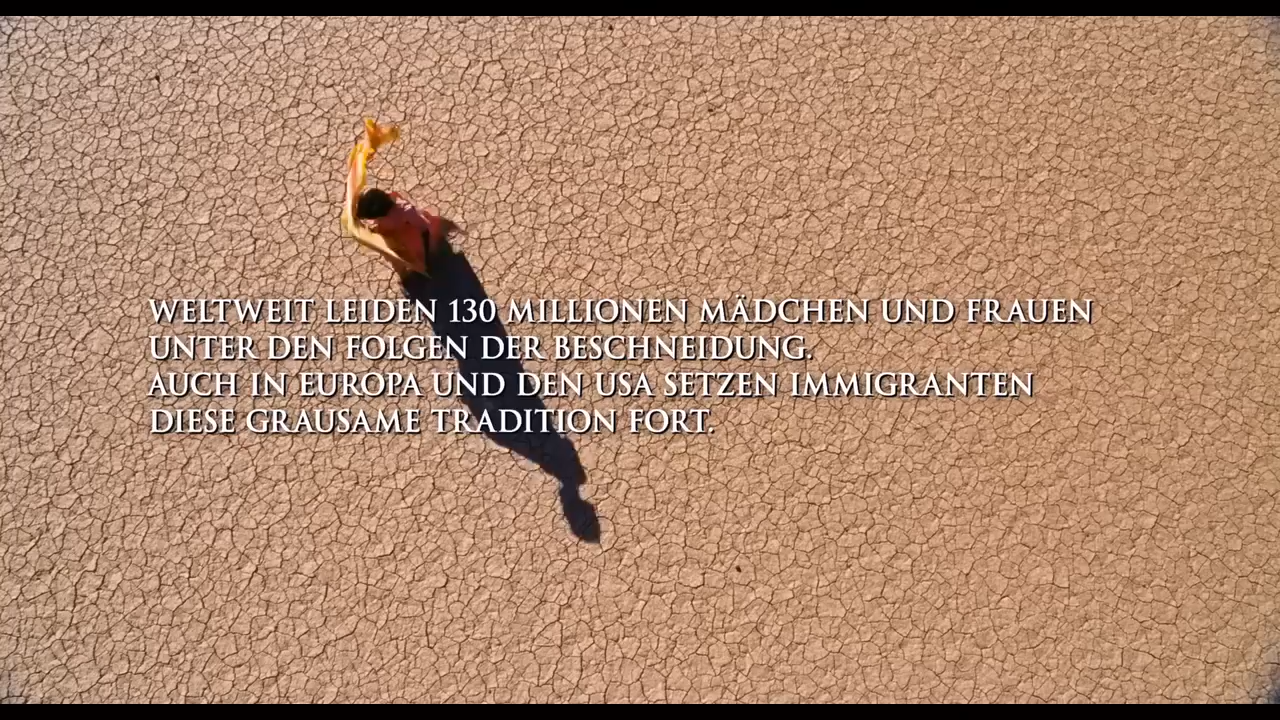 WELTWEIT LEIDEN 130 MILLIONEN MÄDCHEN UND FRAUEN
UNTER DEN FOLGEN DER BESCHNEIDUNG.
AUCH IN EUROPA UND DEN USA SETZEN IMMIGRANTEN
DIESE GRAUSAME TRADITION FORT.